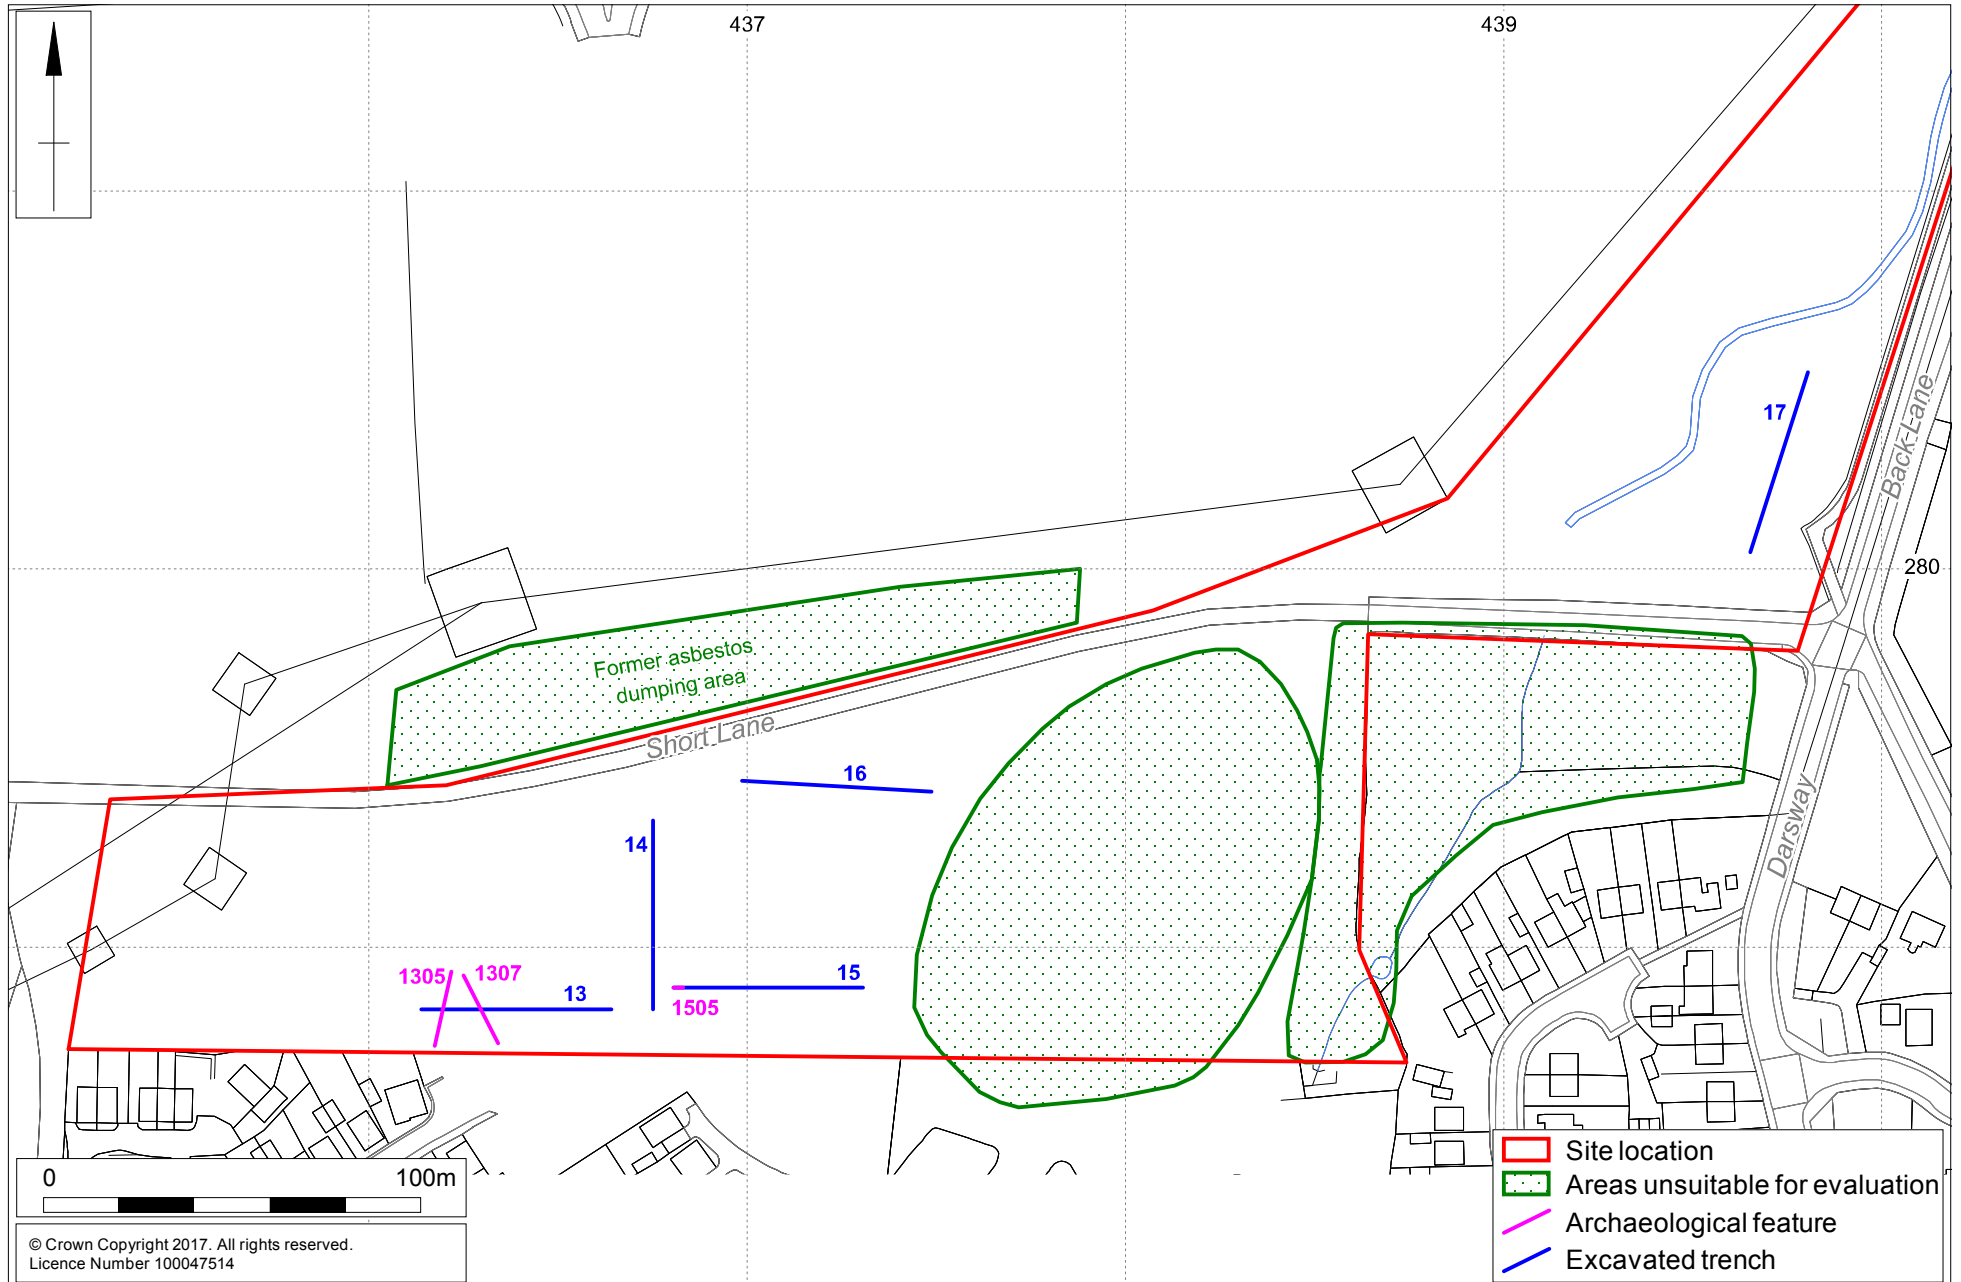 437
439
17
Back Lane
280
Former asbestos
dumping area
Short Lane
16
14
Darsway
1305
1307
13
15
1505
0
100m
© Crown Copyright 2017. All rights reserved.
Licence Number 100047514
Site location
Areas unsuitable for evaluation
Archaeological feature
Excavated trench